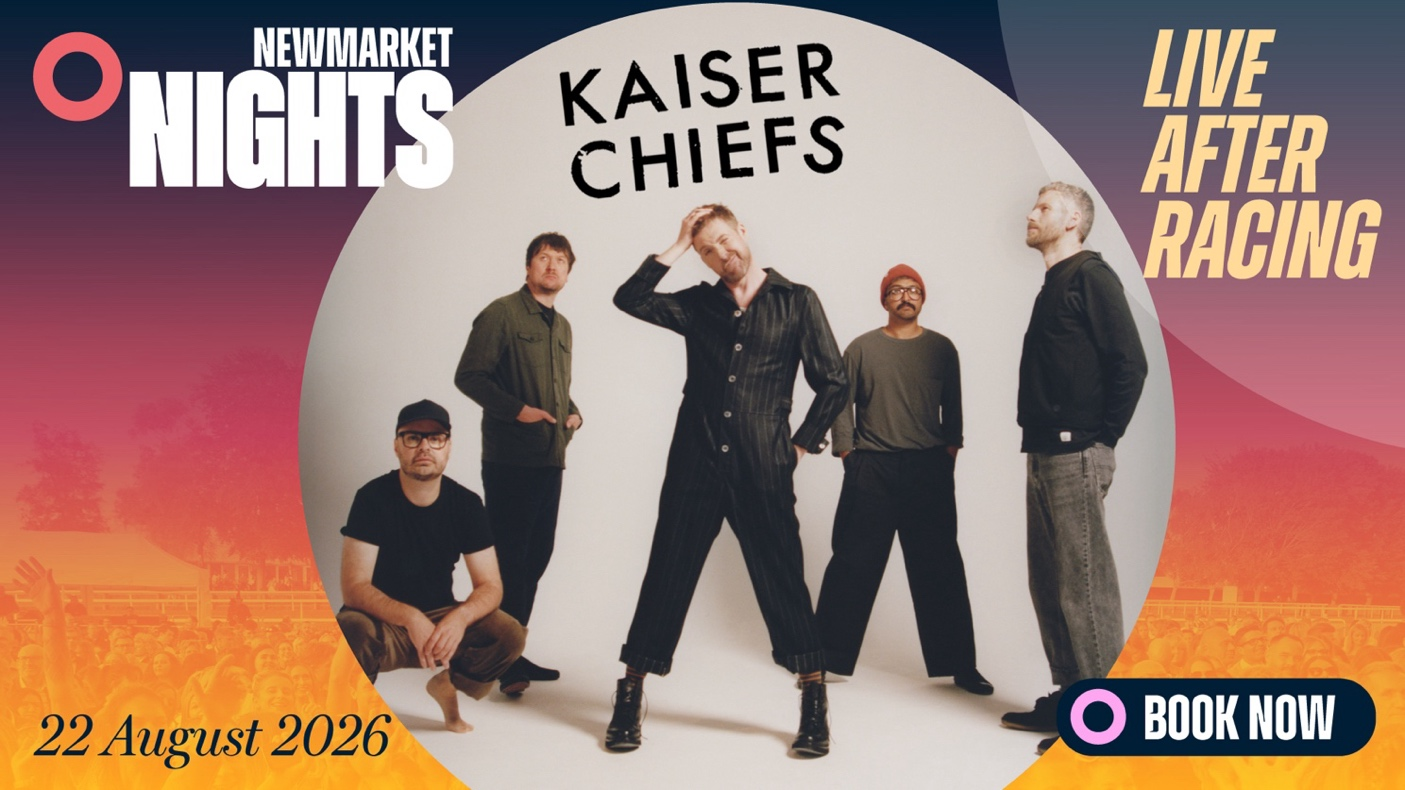 NEWMARKET
NIGHTS
KAISER
CHIEFS
LIVE
AFTER
RACING
22 August 2026
BOOK NOW